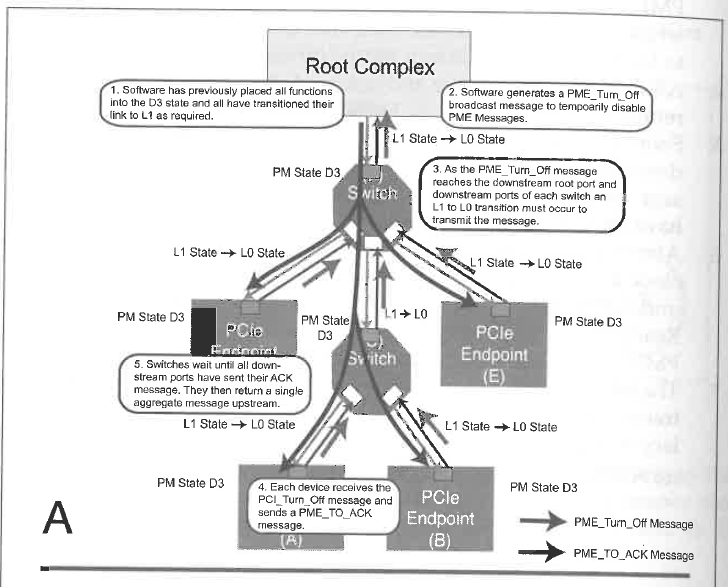 Root Complex
1. Software has previously placed all functions
into the D3 state and all have transitioned their
link to L1 as required.
2. Software generates a PME_Turn_Off
broadcast message to temporarily disable
PME Messages.
L1 State → L0 State
PM State D3
Switch
3. As the PME_Turn_Off message
reaches the downstream root port and
downstream ports of each switch an
L1 to L0 transition must occur to
transmit the message.
L1 State → L0 State
L1 State → L0 State
PM State D3
PCIe
Endpoint
PM State
D3
L1 → L0
Switch
PCIe
Endpoint
(E)
PM State D3
5. Switches wait until all down-
stream ports have sent their ACK
message. They then return a single
aggregate message upstream.
L1 State → L0 State
L1 State → L0 State
PM State D3
4. Each device receives the
PCI_Turn_Off message and
sends a PME_TO_ACK
message.
(A)
PCIe
Endpoint
(B)
PM State D3
A
PME_Turn_Off Message
PME_TO_ACK Message